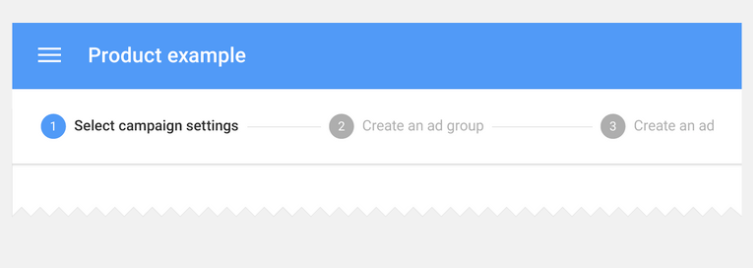 Product example
1 Select campaign settings 2 Create an ad group 3 Create an ad